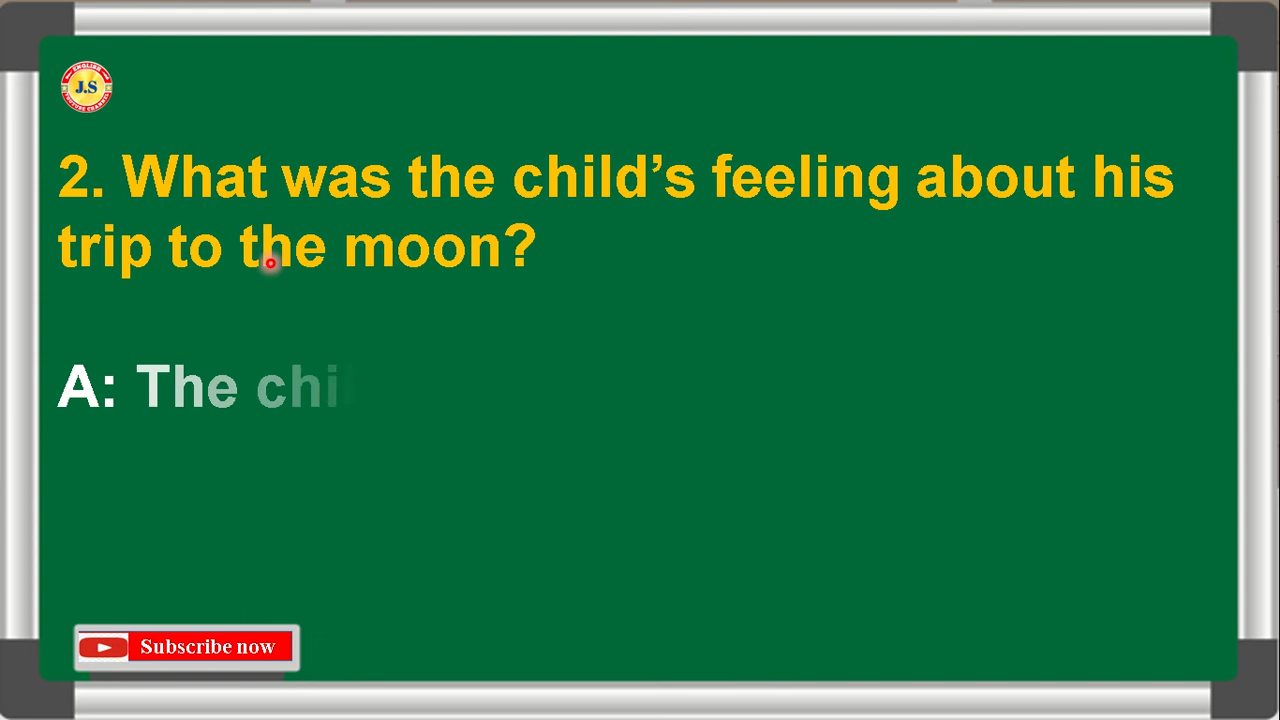 J.S
2. What was the child’s feeling about his
trip to the moon?
A: The chi
Subscribe now